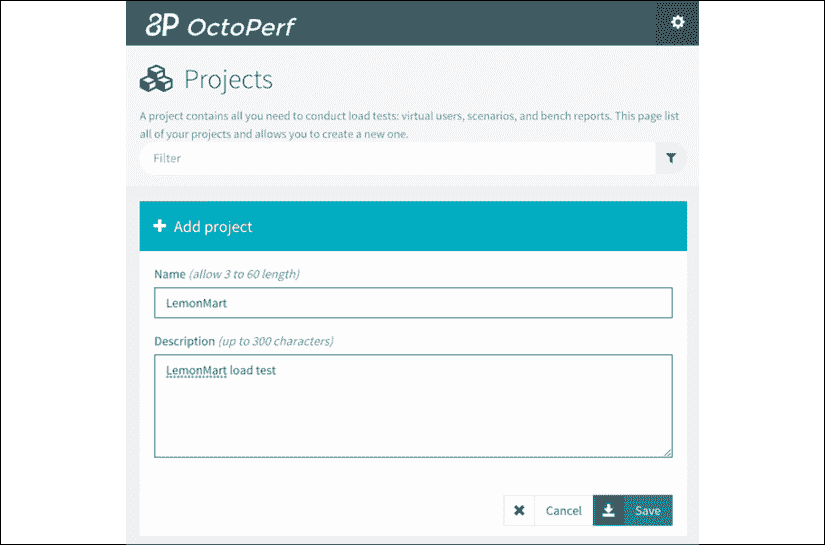 OctoPerf
Projects
A project contains all you need to conduct load tests: virtual users, scenarios, and bench reports. This page list
all of your projects and allows you to create a new one.
Filter
Add project
Name (allow 3 to 60 length)
LemonMart
Description (up to 300 characters)
LemonMart load test
Cancel Save